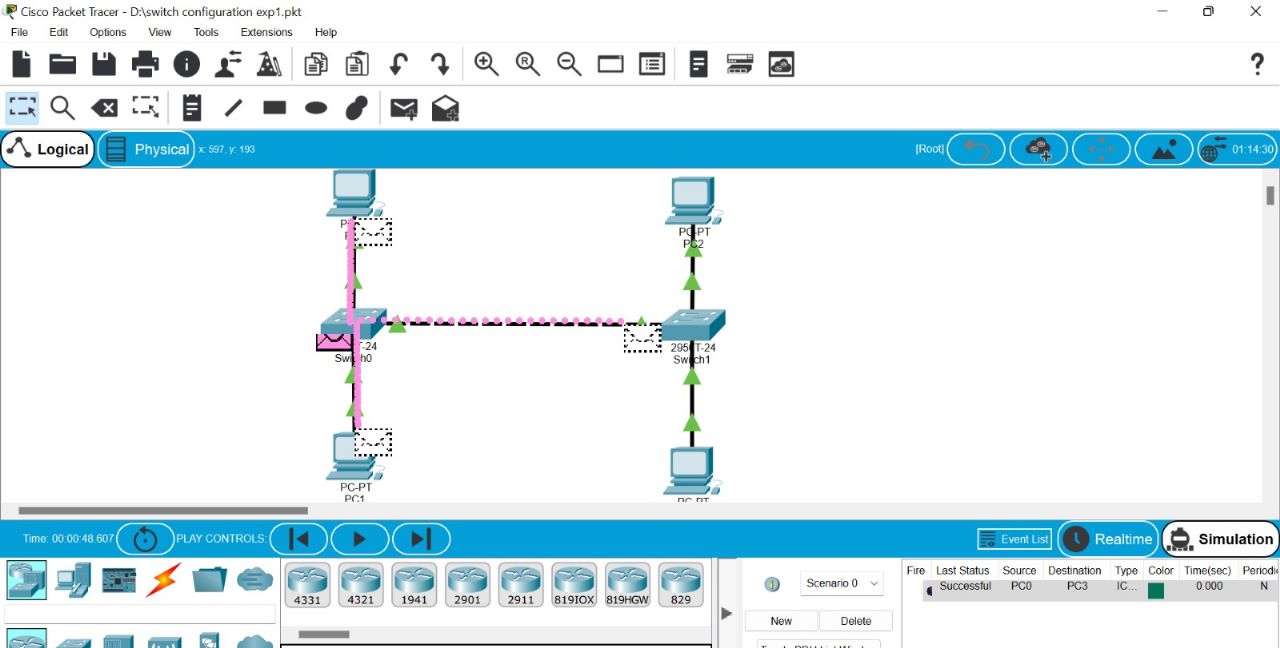 Cisco Packet Tracer - D:\switch configuration exp1.pkt
File Edit Options View Tools Extensions Help
Logical Physical x: 597, y: 193 [Root] 01:14:30
PC-PT
PC2
-24
Switch0
2950T-24
Switch1
PC-PT
PC1
PC-PT
Time: 00:00:48.607 PLAY CONTROLS: Event List Realtime Simulation
Fire Last Status Source Destination Type Color Time(sec) Periodic
Successful PC0 PC3 IC... 0.000 N
Scenario 0
4331 4321 1941 2901 2911 819IOX 819HGW 829
New Delete